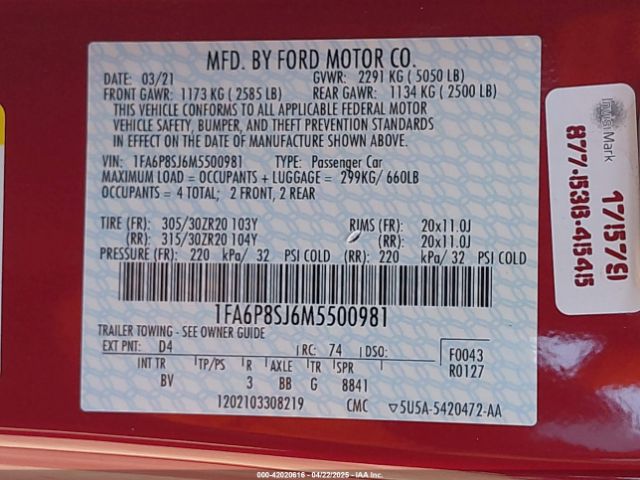 MFD. BY FORD MOTOR CO.
DATE: 03/21 GVWR: 2291 KG ( 5050 LB)
FRONT GAWR: 1173 KG ( 2585 LB) REAR GAWR: 1134 KG ( 2500 LB)
THIS VEHICLE CONFORMS TO ALL APPLICABLE FEDERAL MOTOR
VEHICLE SAFETY, BUMPER, AND THEFT PREVENTION STANDARDS
IN EFFECT ON THE DATE OF MANUFACTURE SHOWN ABOVE.
VIN: 1FA6P8SJ6M5500981 TYPE: Passenger Car
MAXIMUM LOAD = OCCUPANTS + LUGGAGE = 299KG/ 660LB
OCCUPANTS = 4 TOTAL; 2 FRONT, 2 REAR
TIRE (FR): 305/30ZR20 103Y RIMS (FR): 20x11.0J
(RR): 315/30ZR20 104Y (RR): 20x11.0J
PRESSURE (FR): 220 kPa/ 32 PSI COLD (RR): 220 kPa/ 32 PSI COLD
1FA6P8SJ6M5500981
TRAILER TOWING - SEE OWNER GUIDE
EXT PNT: D4 RC: 74 DSO:
INT TR TP/PS R AXLE TR SPR
BV 3 BB G 8841
F0043
R0127
1202103308219 CMC 5U5A-5420472-AA
InvisiMark
877-536-4545
171579J
000-42020616 - 04/22/2025 - Copyright IAA, Inc.